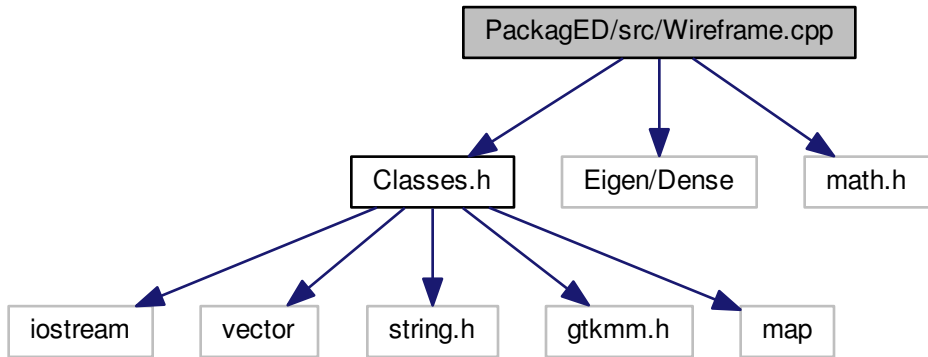 PackagED/src/Wireframe.cpp
Classes.h
Eigen/Dense
math.h
iostream
vector
string.h
gtkmm.h
map